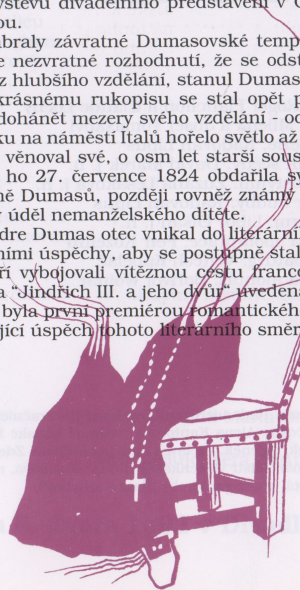 ystěvu divadelního představení v
ou.
braly závratné Dumasovské temp
e nezvratné rozhodnutí, že se odst
z hlubšího vzdělání, stanul Dumas
krásnému rukopisu se stal opět p
dohánět mezery svého vzdělání - oc
ku na náměstí Italů hořelo světlo až
věnoval své, o osm let starší sous
ho 27. července 1824 obdařila sy
ně Dumasů, později rovněž známý
úděl nemanželského dítěte.
dre Dumas otec vnikal do literární
ními úspěchy, aby se postupně stal
ří vybojovali vítěznou cestu franco
a "Jindřich III. a jeho dvůr" uvedena
byla první premiérou romantického
jící úspěch tohoto literárního směr